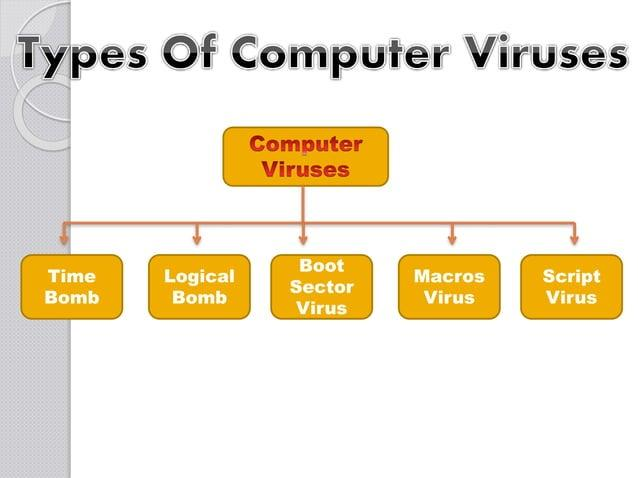 Types Of Computer Viruses
Computer
Viruses
Time
Bomb
Logical
Bomb
Boot
Sector
Virus
Macros
Virus
Script
Virus